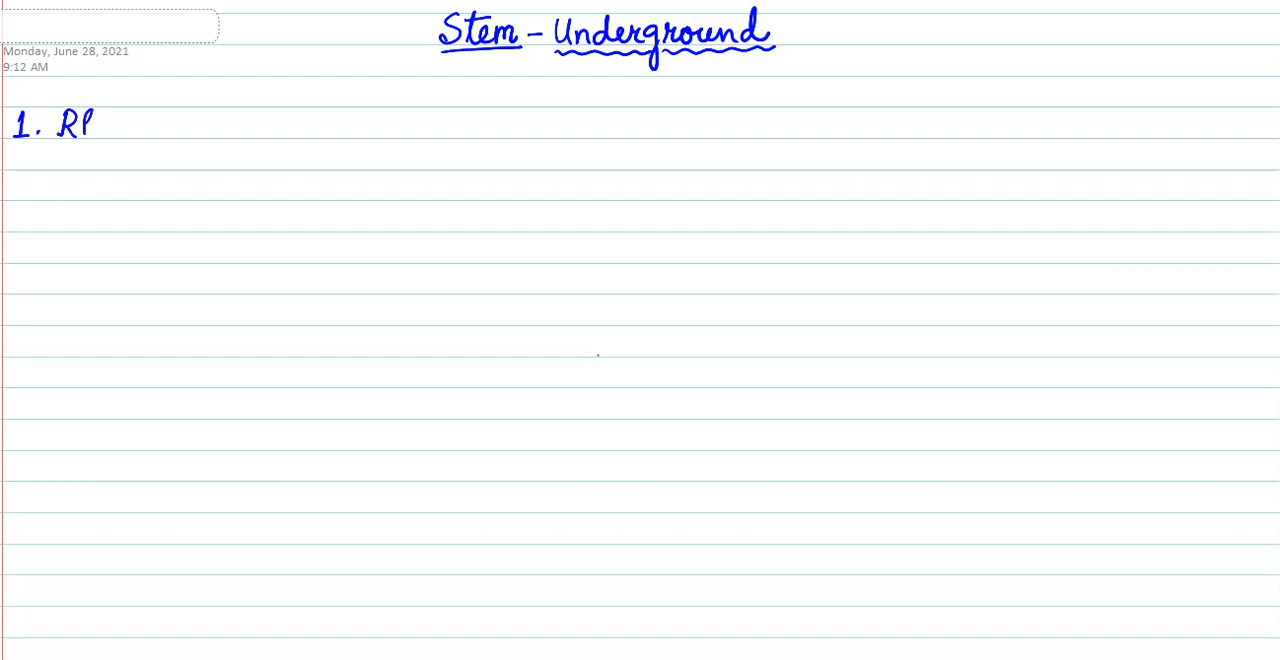 Stem - Underground
Monday, June 28, 2021
9:12 AM
1. RP